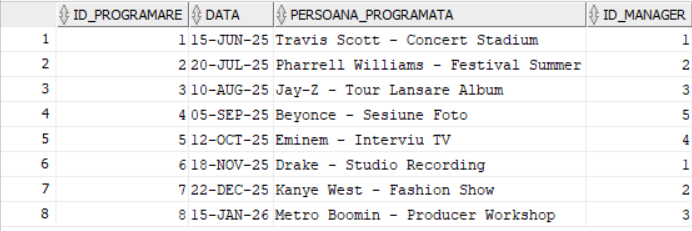 ID_PROGRAMARE DATA PERSOANA_PROGRAMATA ID_MANAGER
1 1 15-JUN-25 Travis Scott - Concert Stadium 1
2 2 20-JUL-25 Pharrell Williams - Festival Summer 2
3 3 10-AUG-25 Jay-Z - Tour Lansare Album 3
4 4 05-SEP-25 Beyonce - Sesiune Foto 5
5 5 12-OCT-25 Eminem - Interviu TV 4
6 6 18-NOV-25 Drake - Studio Recording 1
7 7 22-DEC-25 Kanye West - Fashion Show 2
8 8 15-JAN-26 Metro Boomin - Producer Workshop 3